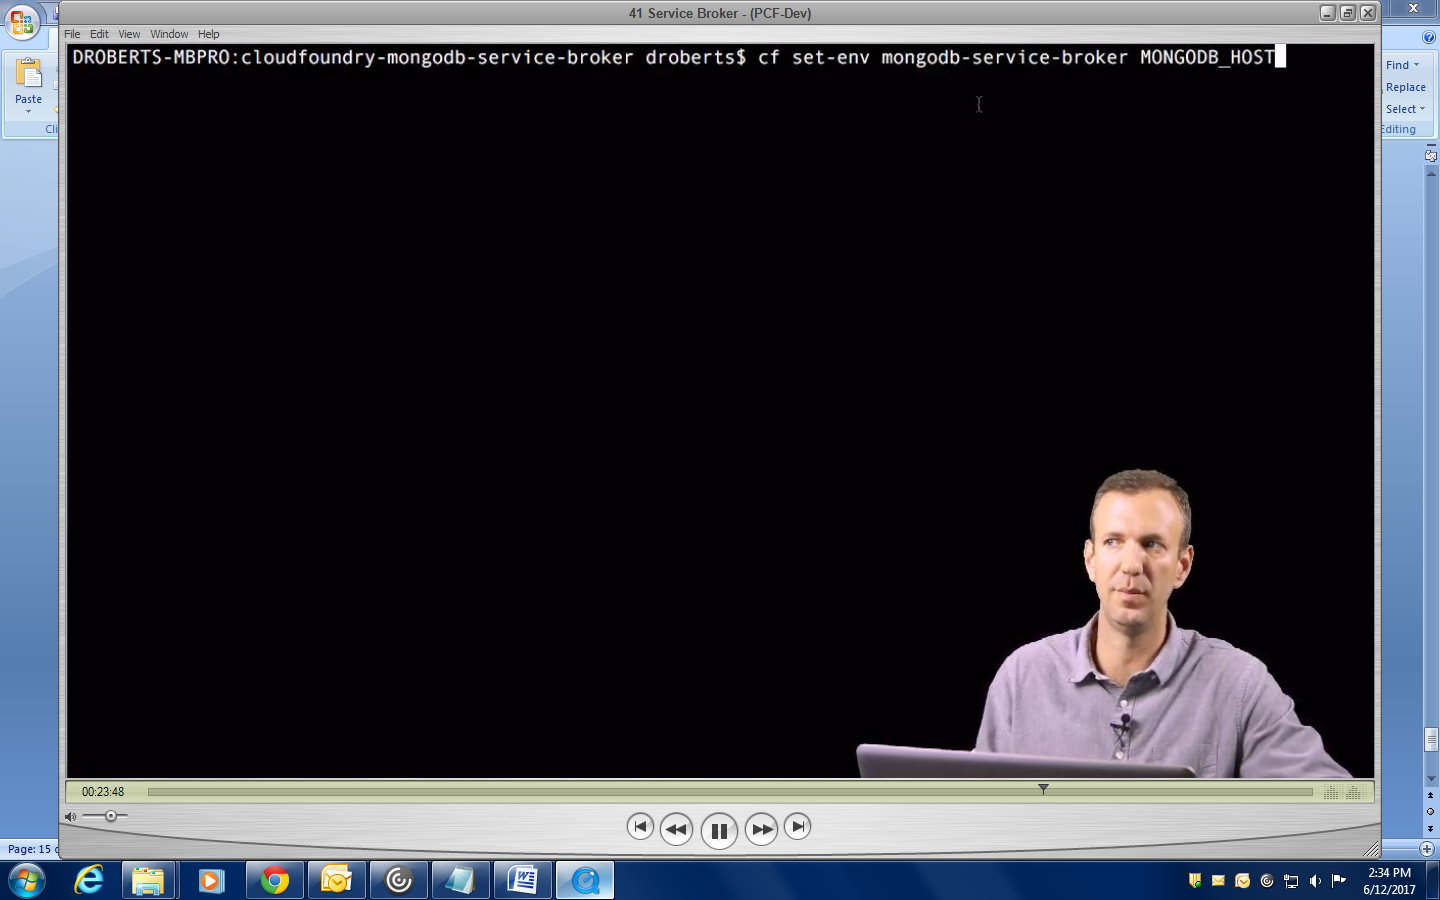 41 Service Broker - (PCF-Dev)
File Edit View Window Help
DROBERTS-MBPRO:cloudfoundry-mongodb-service-broker droberts$ cf set-env mongodb-service-broker MONGODB_HOST
Paste
Find
Replace
Select
Editing
00:23:48
Page: 15
2:34 PM
6/12/2017